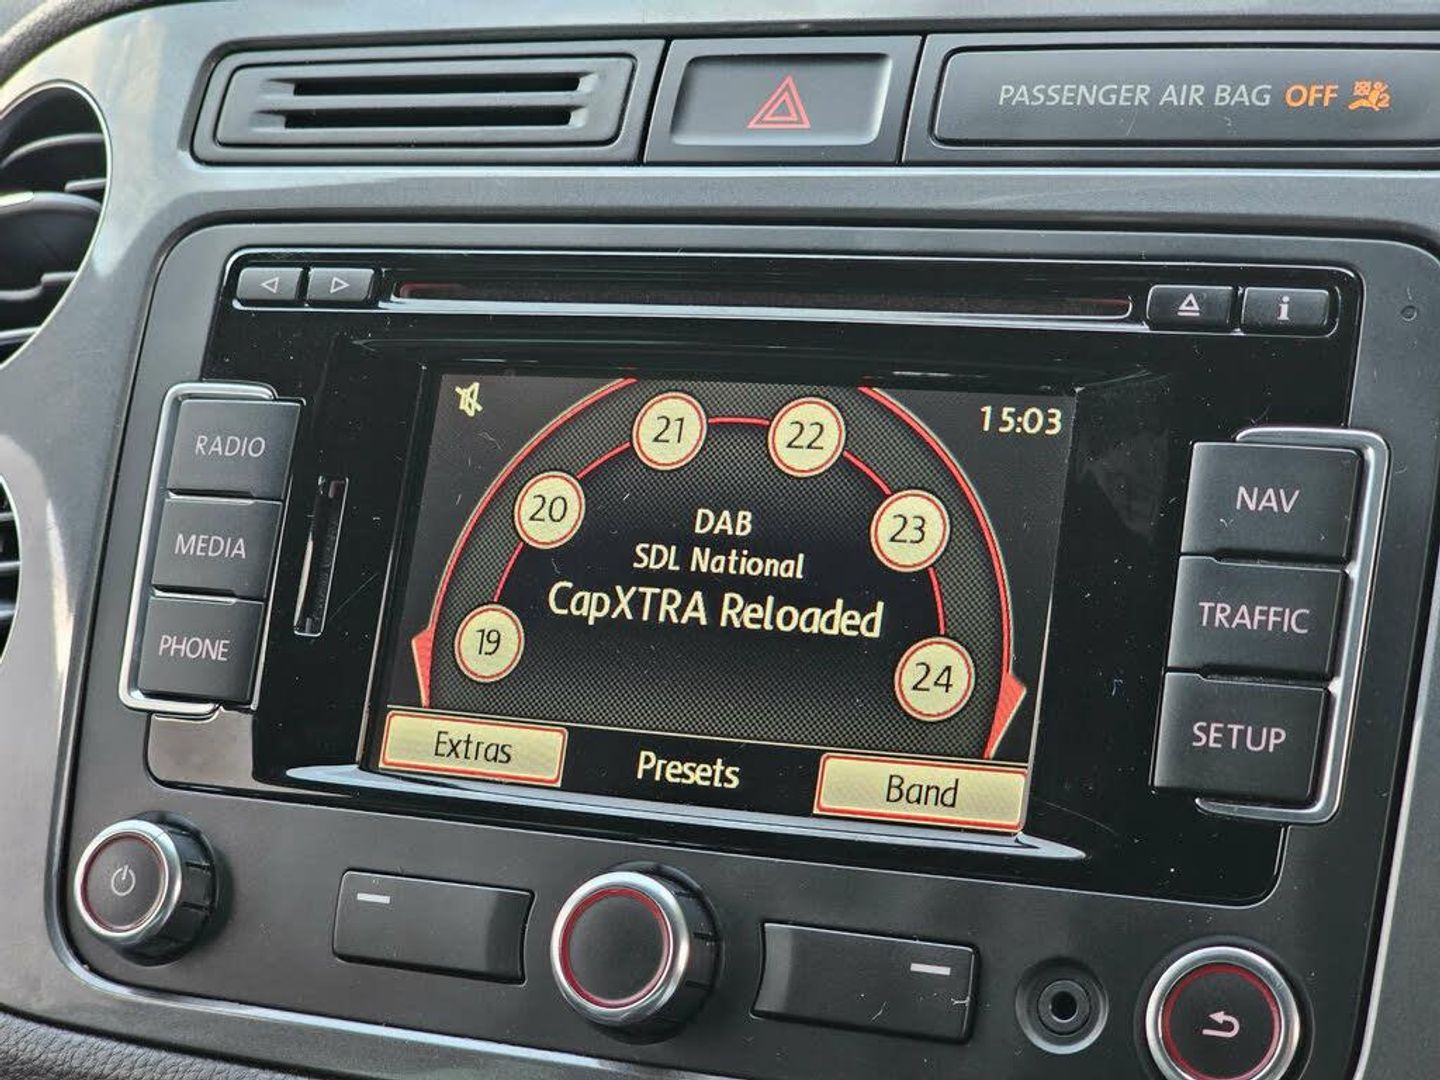 PASSENGER AIR BAG OFF
RADIO
MEDIA
PHONE
15:03
21
22
20
23
19
24
DAB
SDL National
CapXTRA Reloaded
Extras
Presets
Band
NAV
TRAFFIC
SETUP
i